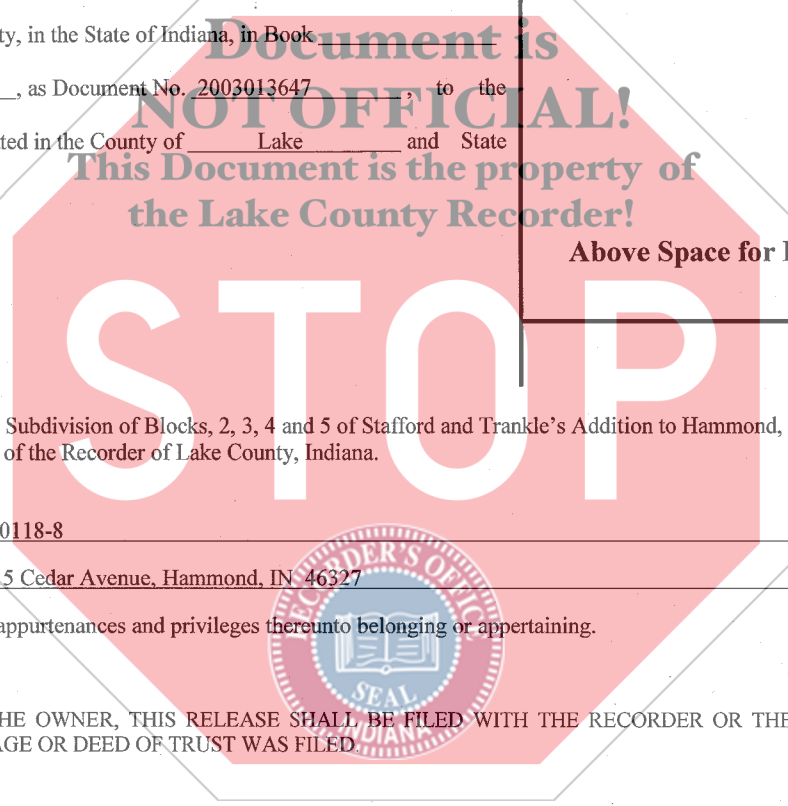 ty, in the State of Indiana, in Book
Document is
, as Document No. 2003013647, to the
NOT OFFICIAL!
ted in the County of Lake and State
This Document is the property of
the Lake County Recorder!
Above Space for
STOP
Subdivision of Blocks, 2, 3, 4 and 5 of Stafford and Trankle's Addition to Hammond,
of the Recorder of Lake County, Indiana.
0118-8
5 Cedar Avenue, Hammond, IN 46327
RECORDER'S OFFICE
appurtenances and privileges thereunto belonging or appertaining.
SEAL
INDIANA
HE OWNER, THIS RELEASE SHALL BE FILED WITH THE RECORDER OR THE
AGE OR DEED OF TRUST WAS FILED.